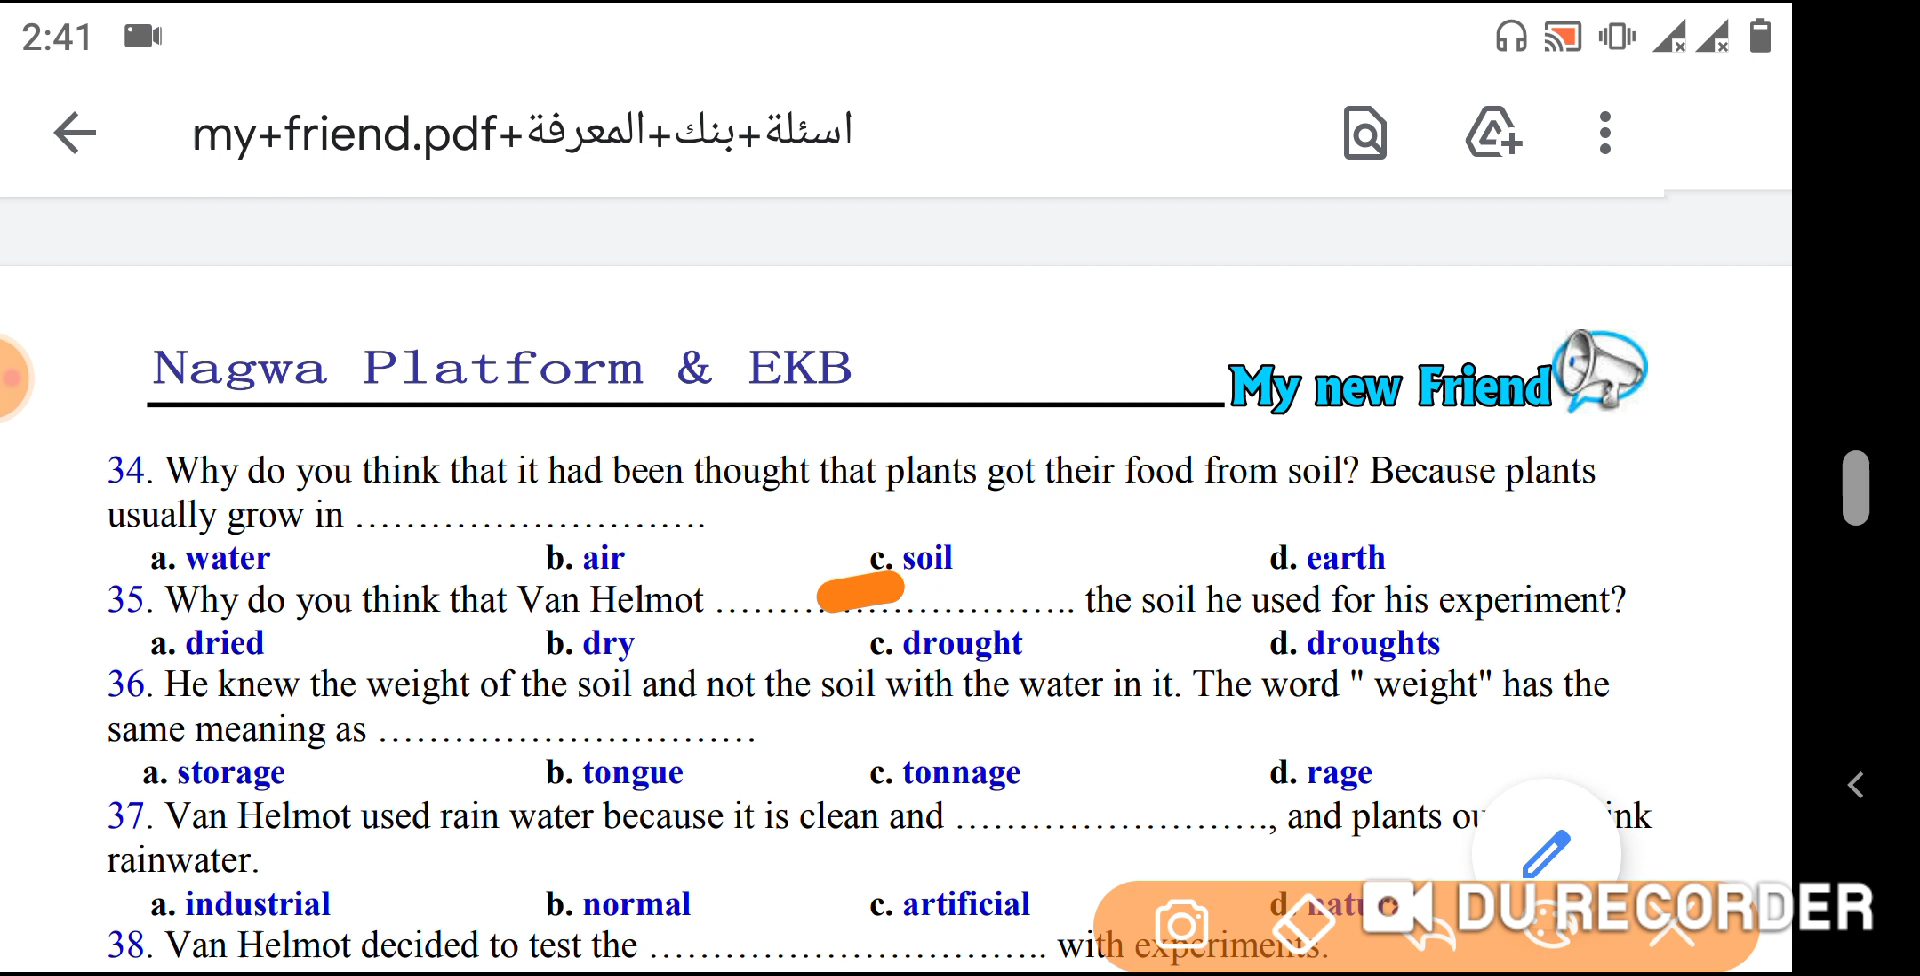 2:41
my+friend.pdf+اسئلة+بنك+المعرفة
Nagwa Platform & EKB
My new Friend
34. Why do you think that it had been thought that plants got their food from soil? Because plants
usually grow in ............................
a. water b. air c. soil d. earth
35. Why do you think that Van Helmot ............................ the soil he used for his experiment?
a. dried b. dry c. drought d. droughts
36. He knew the weight of the soil and not the soil with the water in it. The word " weight" has the
same meaning as ..............................
a. storage b. tongue c. tonnage d. rage
37. Van Helmot used rain water because it is clean and ........................., and plants
rainwater.
a. industrial b. normal c. artificial d.
38. Van Helmot decided to test the ............................... with experiments.
DU RECORDER